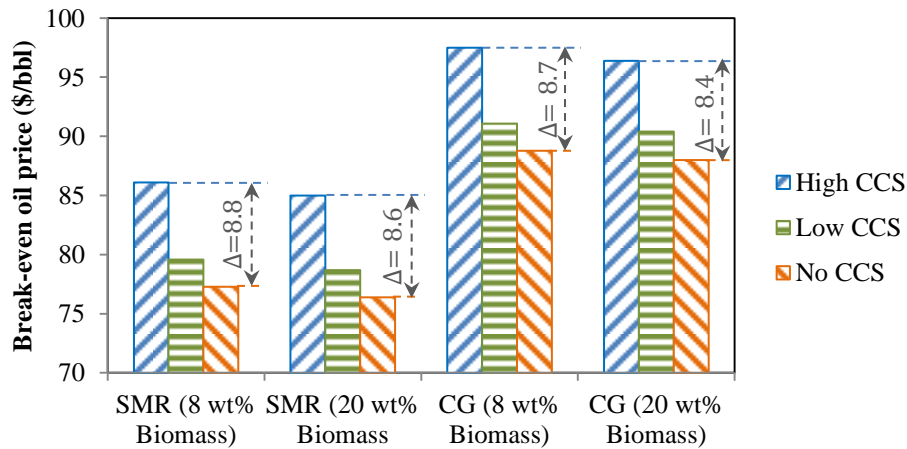 Break-even oil price ($/bbl)
100
95
90
85
80
75
70
Δ=8.8
Δ= 8.6
Δ= 8.7
Δ= 8.4
High CCS
Low CCS
No CCS
SMR (8 wt%
Biomass)
SMR (20 wt%
Biomass
CG (8 wt%
Biomass)
CG (20 wt%
Biomass)